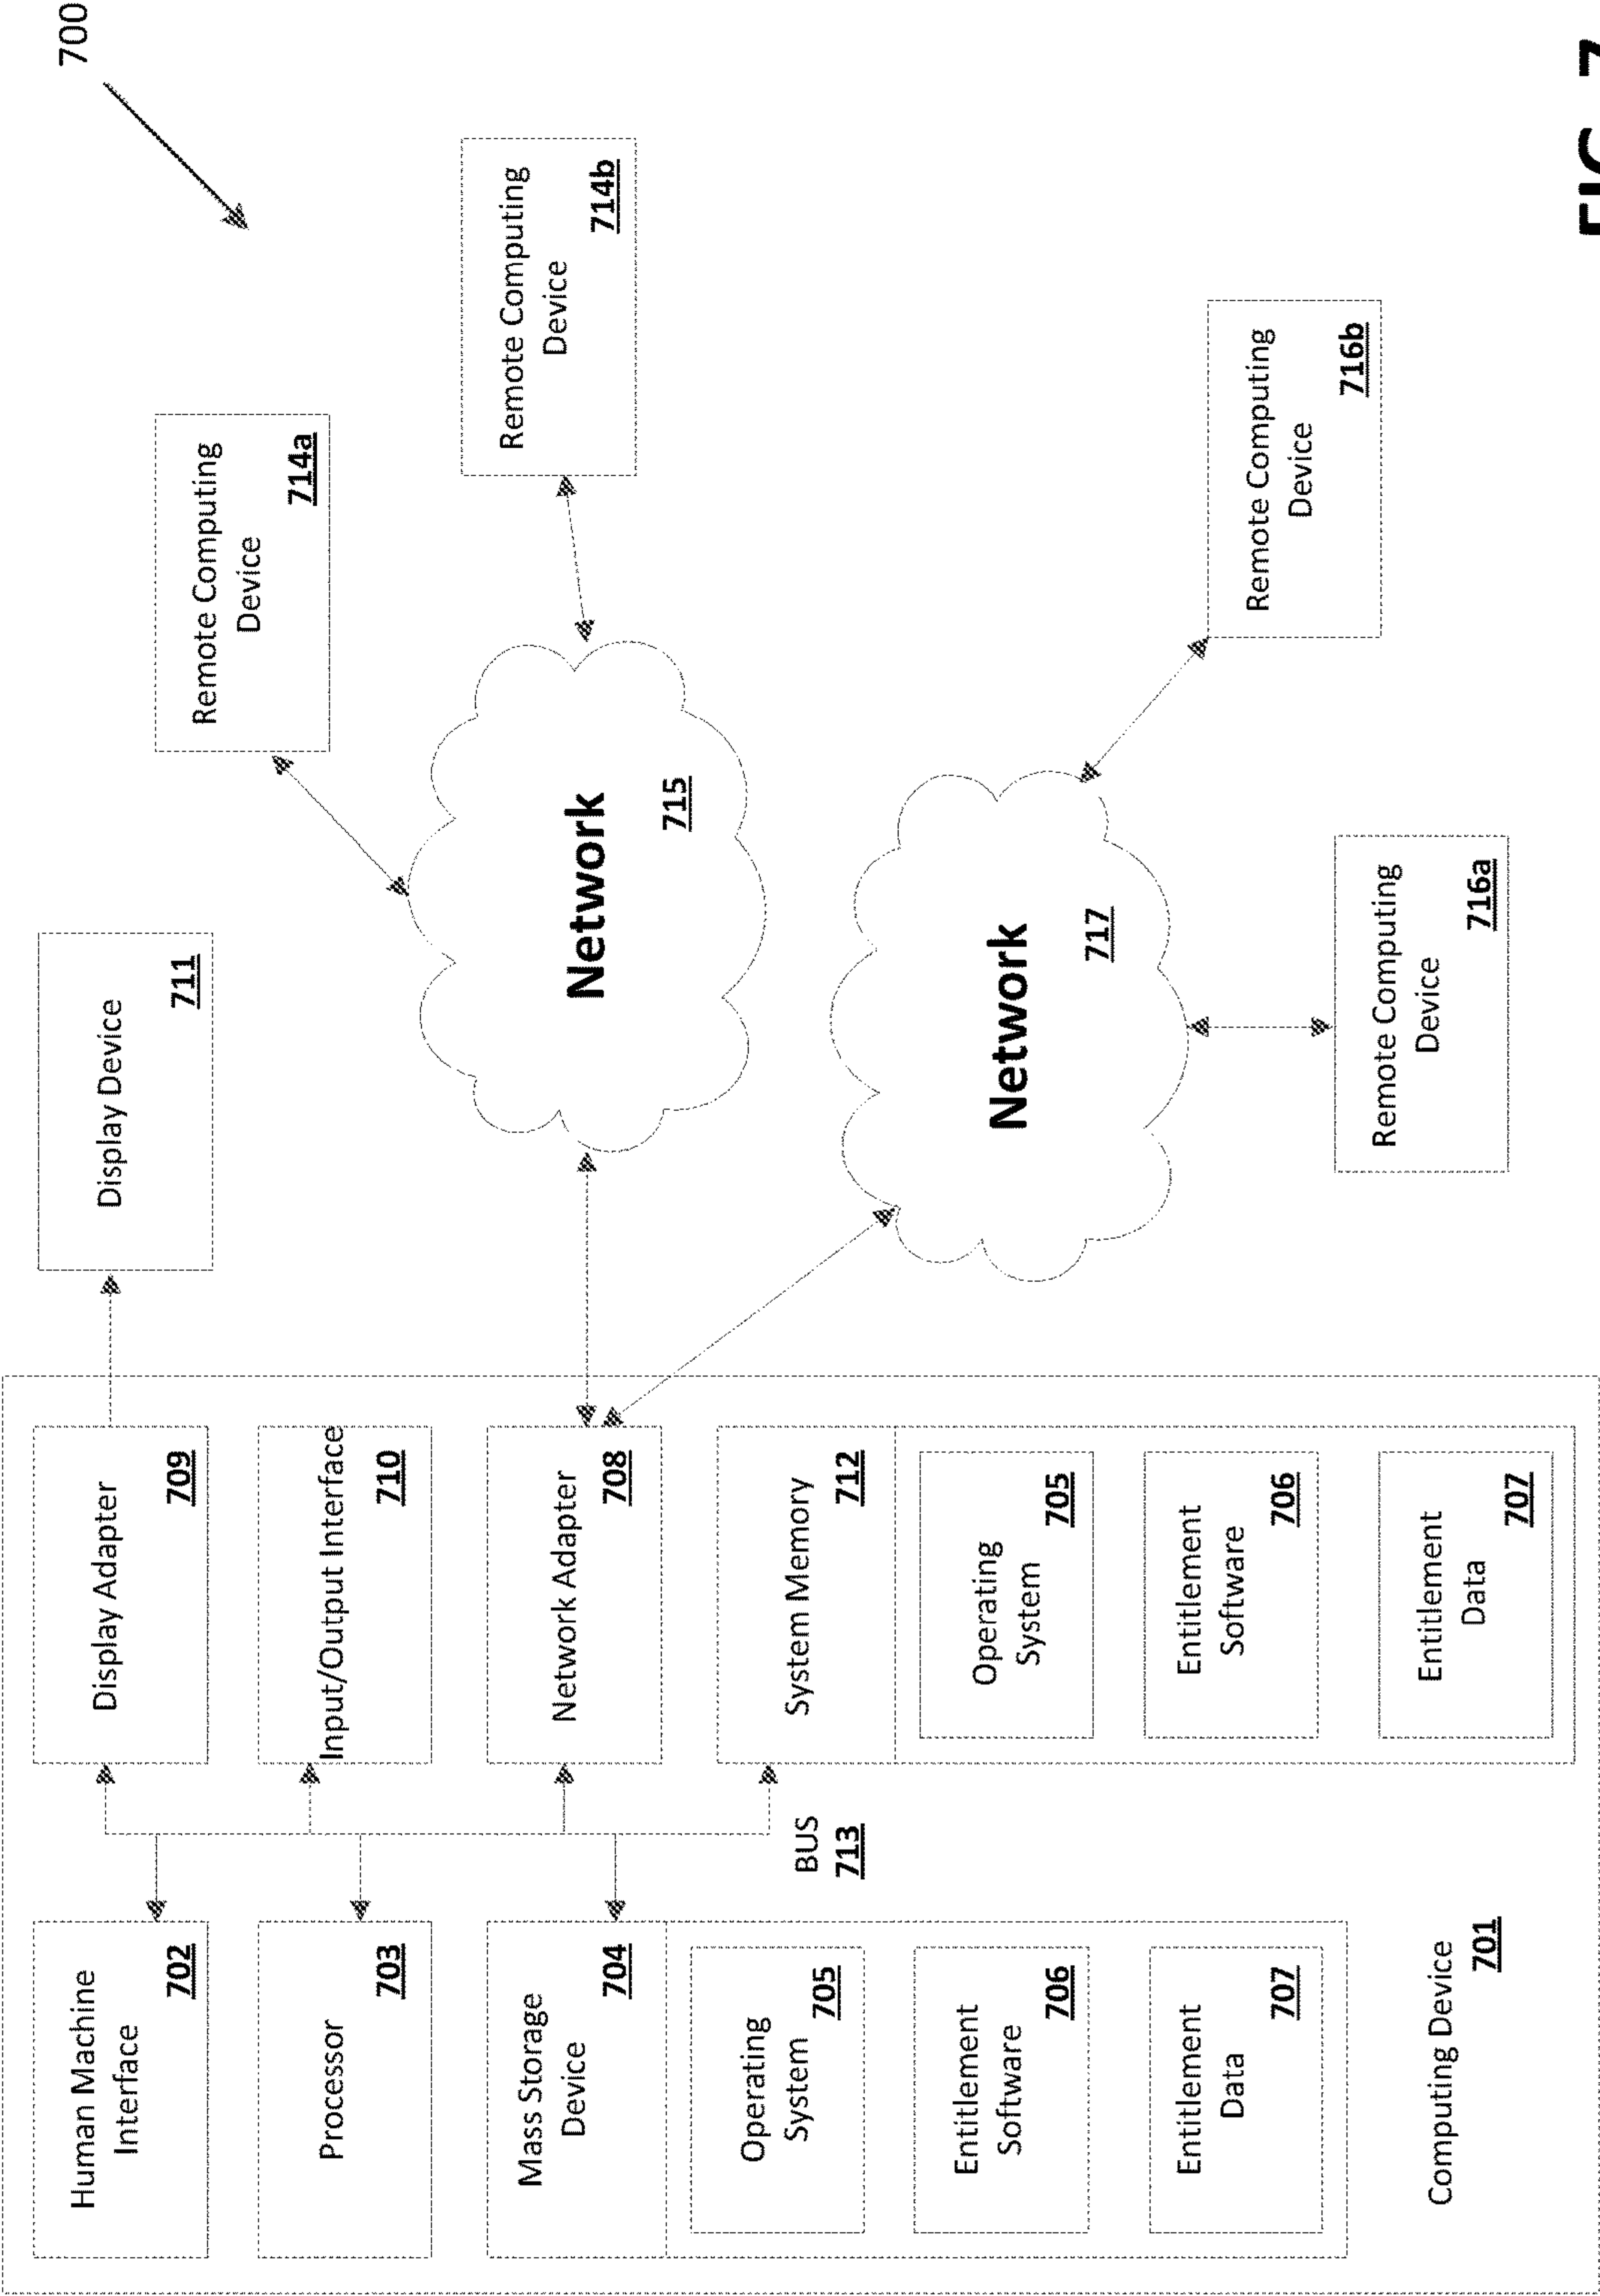 700
Human Machine
Interface
702
Processor
703
Mass Storage
Device
704
Operating
System
705
Entitlement
Software
706
Entitlement
Data
707
Computing Device
701
BUS
713
Display Adapter
709
Input/Output Interface
710
Network Adapter
708
System Memory
712
Operating
System
705
Entitlement
Software
706
Entitlement
Data
707
Display Device
711
Network
715
Network
717
Remote Computing
Device
714a
Remote Computing
Device
714b
Remote Computing
Device
716a
Remote Computing
Device
716b
FIG. 7